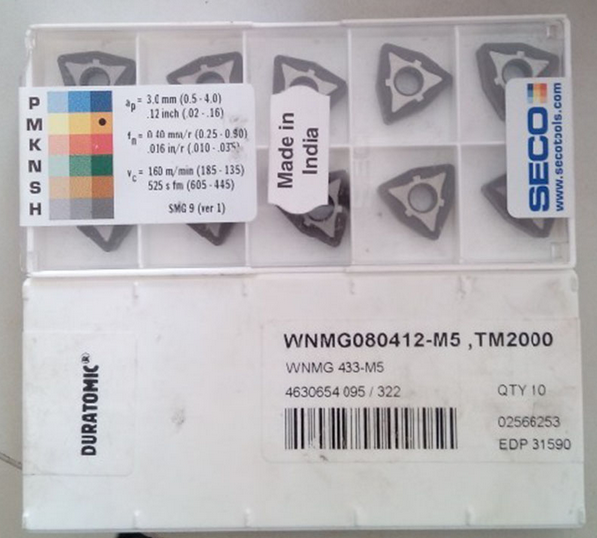 P
M
K
N
S
H
ap = 3.0 mm (0.5 - 4.0)
.12 inch (.02 - .16)
fn = 0.40 mm/r (0.25 - 0.90)
.016 in/r (.010 - .035)
vc = 160 m/min (185 - 135)
525 s fm (605 - 445)
SMG 9 (ver 1)
Made in
India
SECO
www.secotools.com
DURATOMIC®
WNMG080412-M5 ,TM2000
WNMG 433-M5
4630654 095 / 322
QTY 10
02566253
EDP 31590